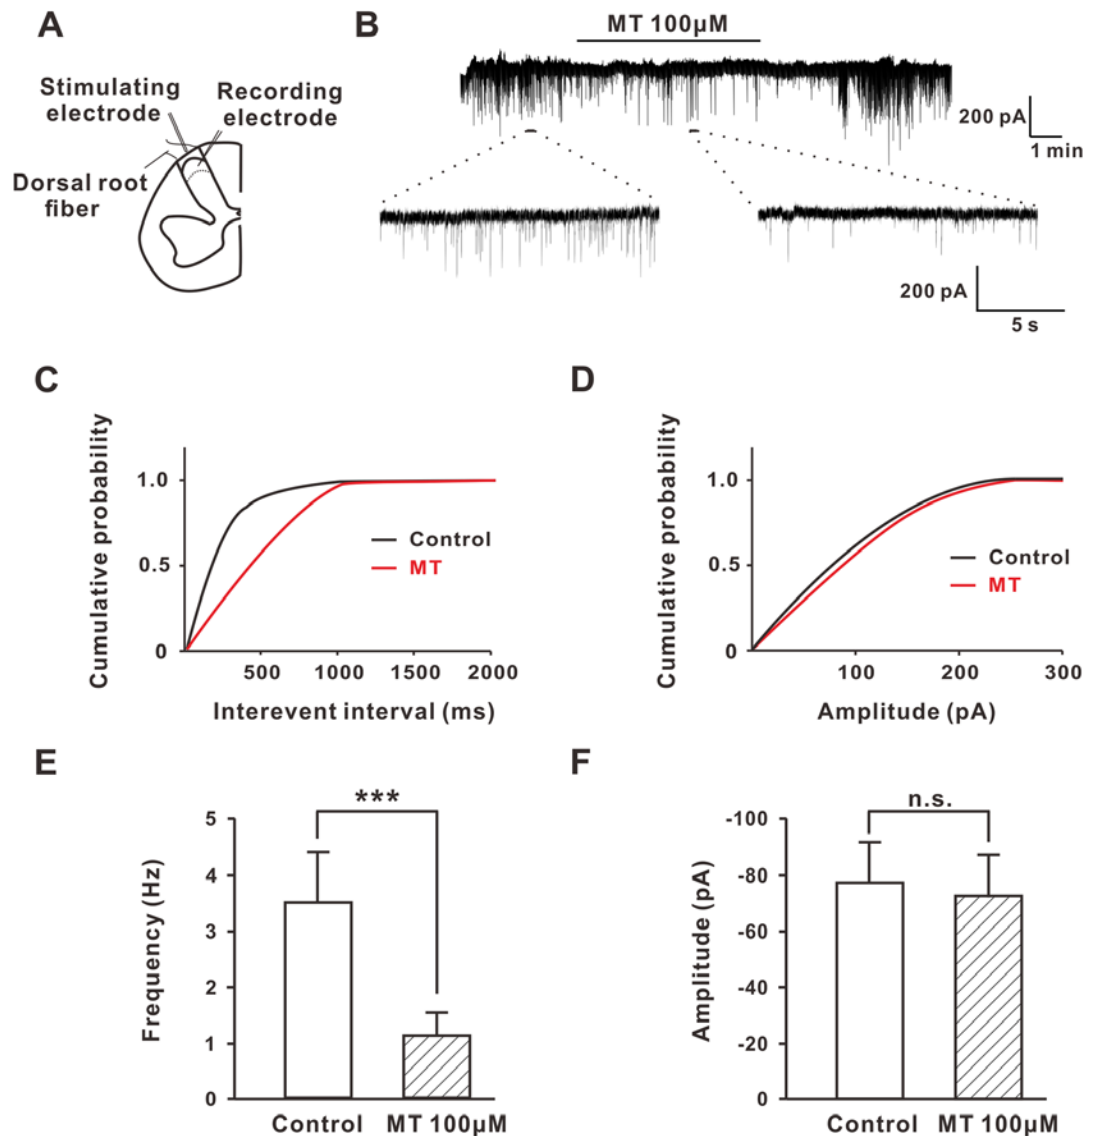 A
Stimulating
electrode
Recording
electrode
Dorsal root
fiber
B
MT 100μM
200 pA
1 min
200 pA
5 s
C
Cumulative probability
1.0
0.5
0
Control
MT
500
1000
1500
2000
Interevent interval (ms)
D
Cumulative probability
1.0
0.5
0
Control
MT
100
200
300
Amplitude (pA)
E
Frequency (Hz)
5
4
3
2
1
0
***
Control
MT 100μM
F
Amplitude (pA)
-100
-80
-60
-40
-20
0
n.s.
Control
MT 100μM